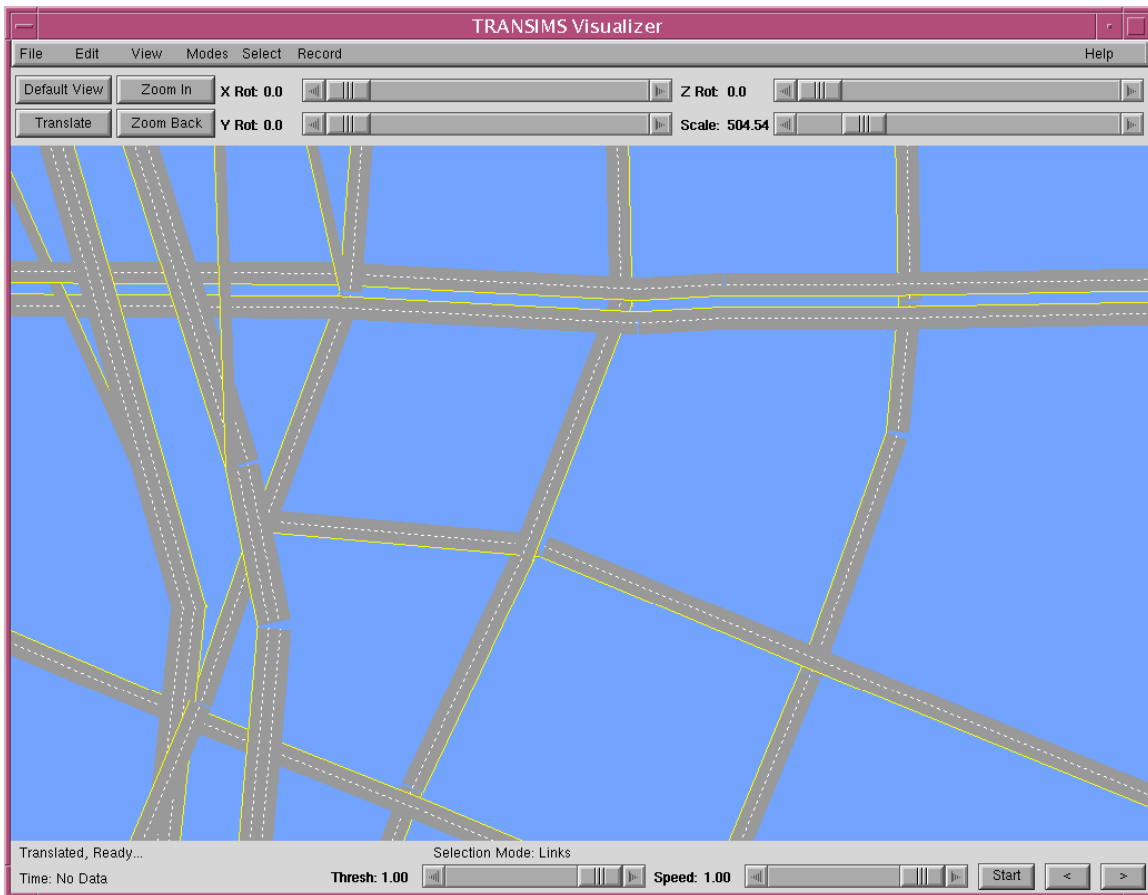 TRANSIMS Visualizer
File Edit View Modes Select Record Help
Default View Zoom In X Rot: 0.0 Z Rot: 0.0
Translate Zoom Back Y Rot: 0.0 Scale: 504.54
Translated, Ready... Selection Mode: Links
Time: No Data Thresh: 1.00 Speed: 1.00 Start < >